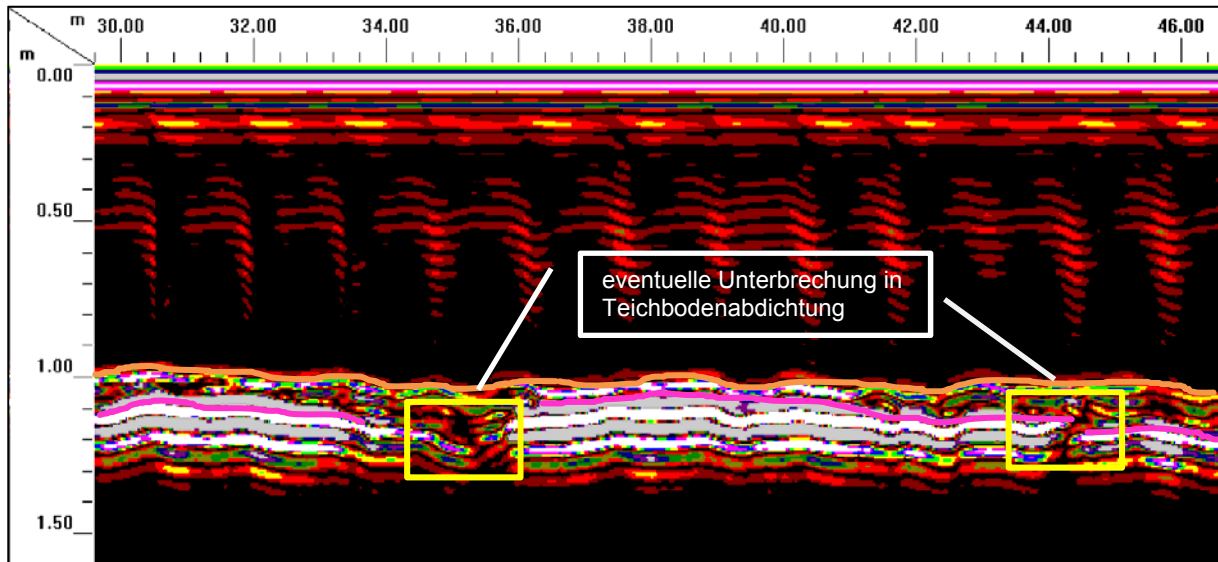 m
30.00 32.00 34.00 36.00 38.00 40.00 42.00 44.00 46.00
m
0.00
0.50
eventuelle Unterbrechung in
Teichbodenabdichtung
1.00
1.50